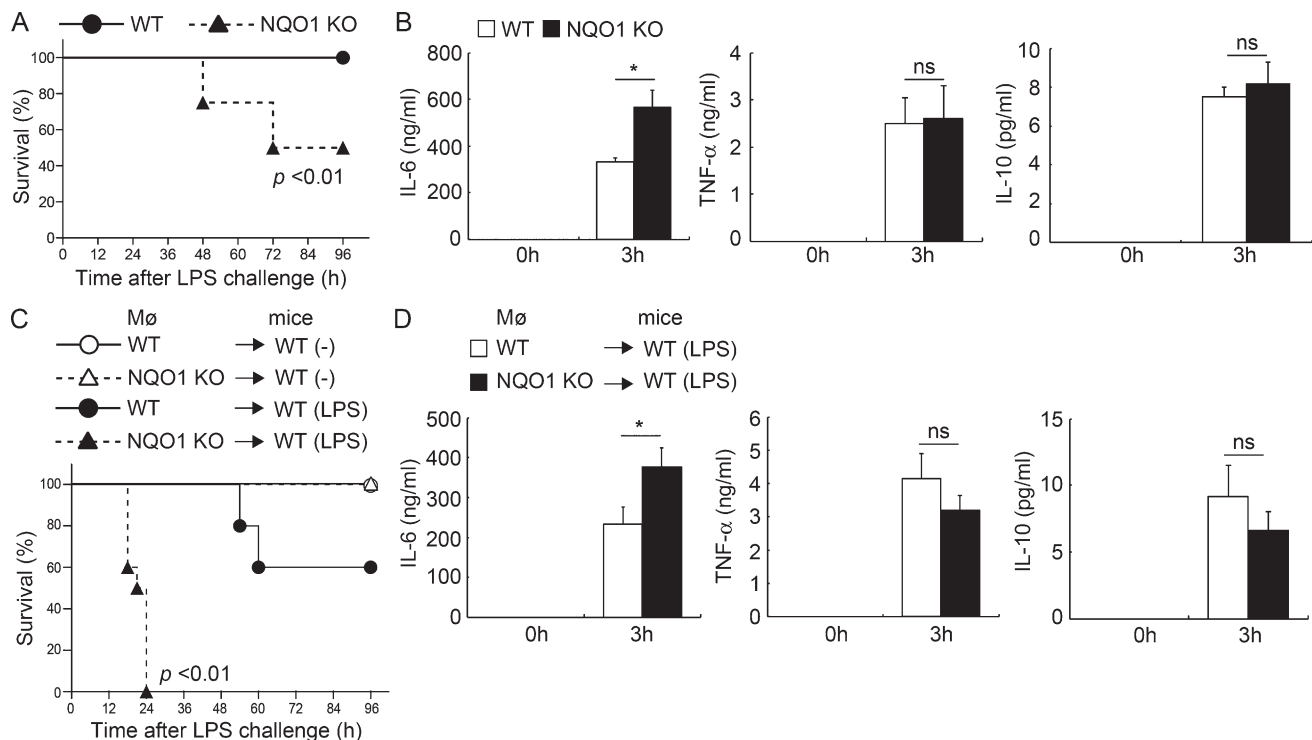 A
WT
NQO1 KO
Survival (%)
100
80
60
40
20
0
p <0.01
0 12 24 36 48 60 72 84 96
Time after LPS challenge (h)
B
WT
NQO1 KO
IL-6 (ng/ml)
800
600
400
200
0
*
0h 3h
TNF-α (ng/ml)
4
3
2
1
0
ns
0h 3h
IL-10 (pg/ml)
10
8
6
4
2
0
ns
0h 3h
C
Mø mice
WT → WT (-)
NQO1 KO → WT (-)
WT → WT (LPS)
NQO1 KO → WT (LPS)
Survival (%)
100
80
60
40
20
0
p <0.01
0 12 24 36 48 60 72 84 96
Time after LPS challenge (h)
D
Mø mice
WT → WT (LPS)
NQO1 KO → WT (LPS)
IL-6 (ng/ml)
500
400
300
200
100
0
*
0h 3h
TNF-α (ng/ml)
6
5
4
3
2
1
0
ns
0h 3h
IL-10 (pg/ml)
15
10
5
0
ns
0h 3h